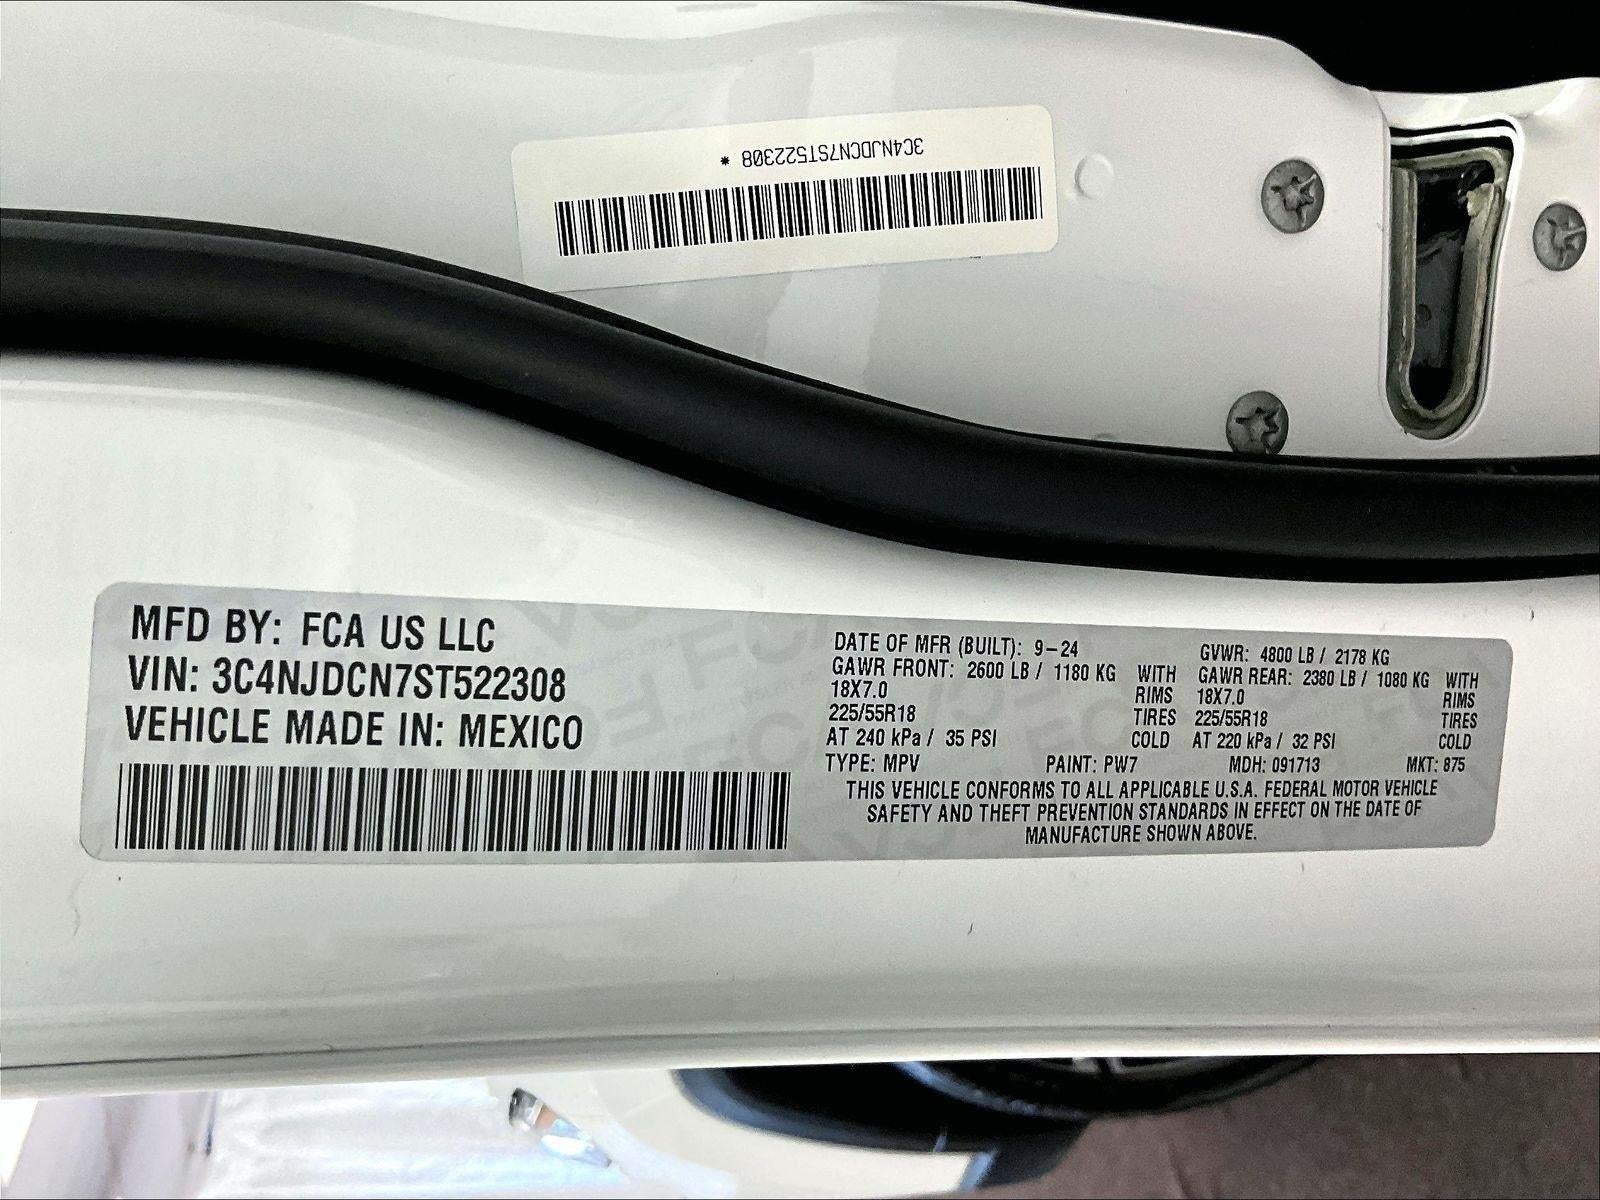 3C4NJDCN7ST522308 *
MFD BY: FCA US LLC
VIN: 3C4NJDCN7ST522308
VEHICLE MADE IN: MEXICO
DATE OF MFR (BUILT): 9-24 GVWR: 4800 LB / 2178 KG
GAWR FRONT: 2600 LB / 1180 KG WITH GAWR REAR: 2380 LB / 1080 KG WITH
18X7.0 RIMS 18X7.0 RIMS
225/55R18 TIRES 225/55R18 TIRES
AT 240 kPa / 35 PSI COLD AT 220 kPa / 32 PSI COLD
TYPE: MPV PAINT: PW7 MDH: 091713 MKT: 875
THIS VEHICLE CONFORMS TO ALL APPLICABLE U.S.A. FEDERAL MOTOR VEHICLE
SAFETY AND THEFT PREVENTION STANDARDS IN EFFECT ON THE DATE OF
MANUFACTURE SHOWN ABOVE.